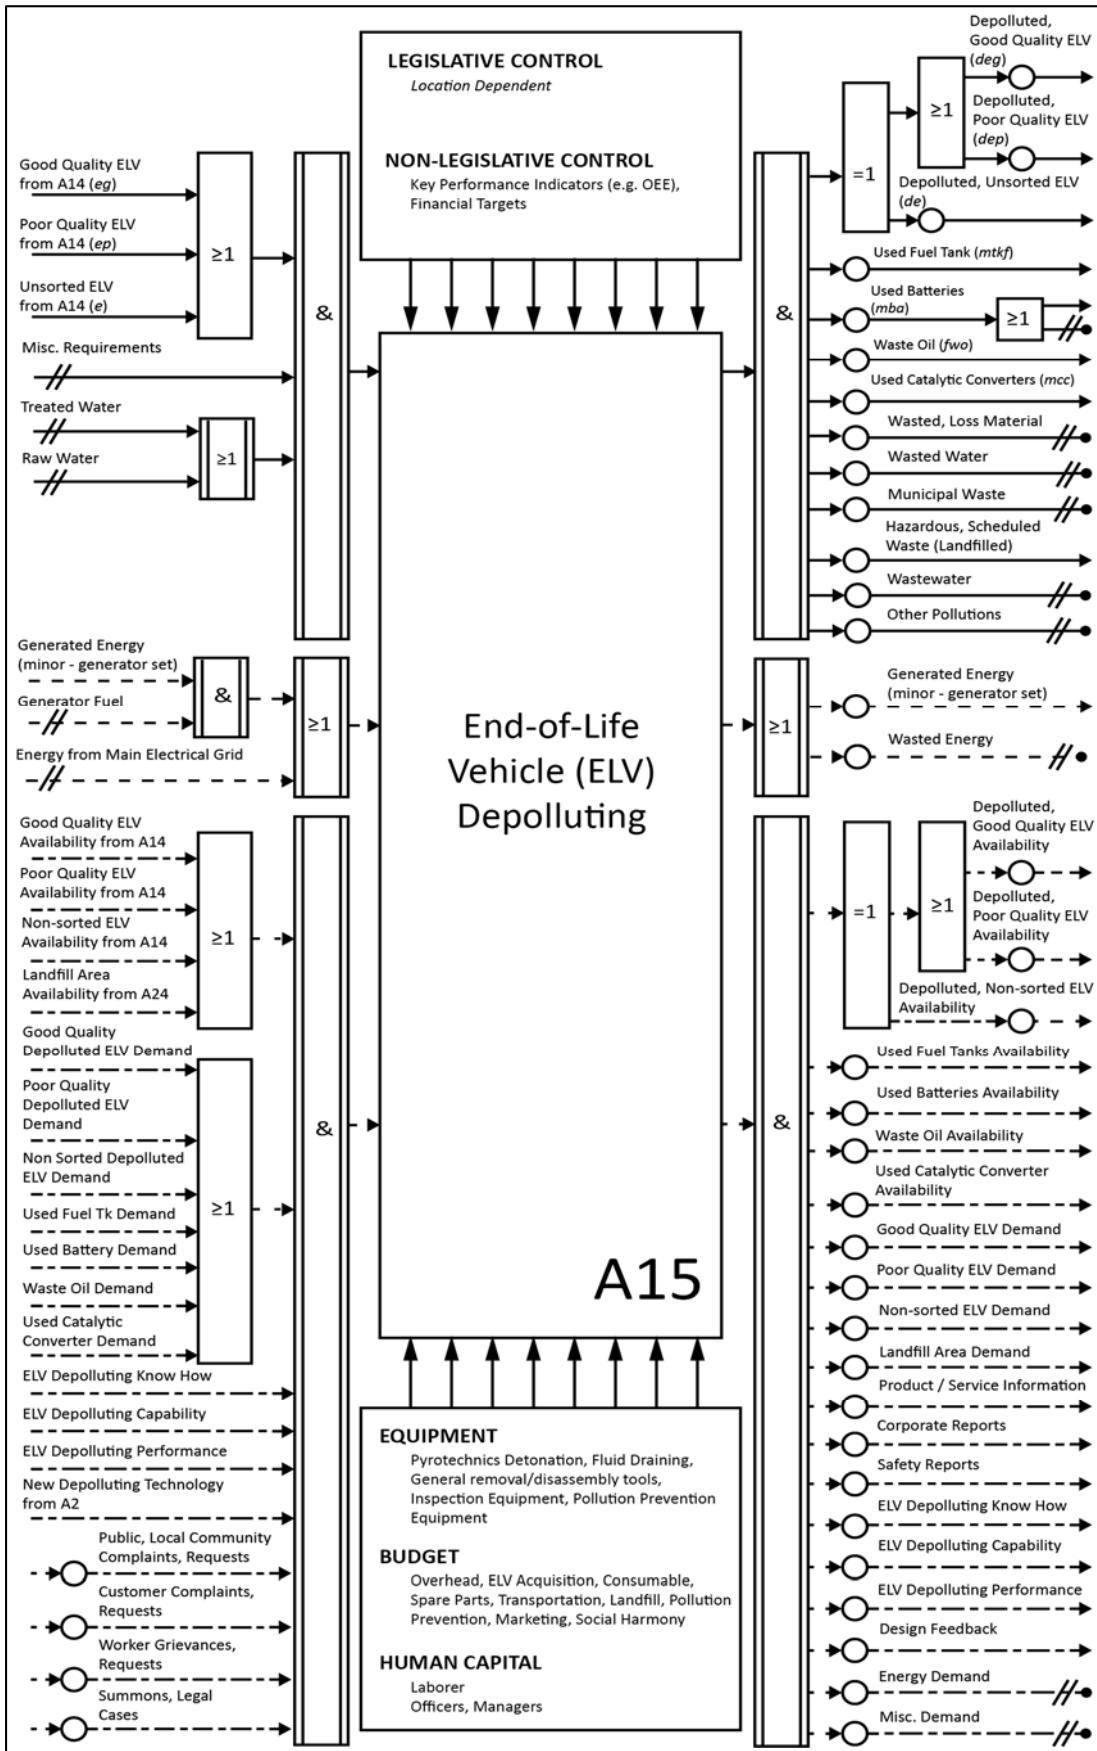 LEGISLATIVE CONTROL
Location Dependent
NON-LEGISLATIVE CONTROL
Key Performance Indicators (e.g. OEE),
Financial Targets
Good Quality ELV
from A14 (eg)
Poor Quality ELV
from A14 (ep)
Unsorted ELV
from A14 (e)
≥1
Misc. Requirements
Treated Water
Raw Water
≥1
&
Generated Energy
(minor - generator set)
Generator Fuel
&
Energy from Main Electrical Grid
≥1
Good Quality ELV
Availability from A14
Poor Quality ELV
Availability from A14
Non-sorted ELV
Availability from A14
Landfill Area
Availability from A24
≥1
Good Quality
Depolluted ELV Demand
Poor Quality
Depolluted ELV
Demand
Non Sorted Depolluted
ELV Demand
Used Fuel Tk Demand
Used Battery Demand
Waste Oil Demand
Used Catalytic
Converter Demand
≥1
ELV Depolluting Know How
ELV Depolluting Capability
ELV Depolluting Performance
New Depolluting Technology
from A2
Public, Local Community
Complaints, Requests
Customer Complaints,
Requests
Worker Grievances,
Requests
Summons, Legal
Cases
&
End-of-Life
Vehicle (ELV)
Depolluting
A15
EQUIPMENT
Pyrotechnics Detonation, Fluid Draining,
General removal/disassembly tools,
Inspection Equipment, Pollution Prevention
Equipment
BUDGET
Overhead, ELV Acquisition, Consumable,
Spare Parts, Transportation, Landfill, Pollution
Prevention, Marketing, Social Harmony
HUMAN CAPITAL
Laborer
Officers, Managers
&
=1
≥1
Depolluted,
Good Quality ELV
(deg)
Depolluted,
Poor Quality ELV
(dep)
Depolluted, Unsorted ELV
(de)
Used Fuel Tank (mtkf)
Used Batteries
(mba)
≥1
Waste Oil (fwo)
Used Catalytic Converters (mcc)
Wasted, Loss Material
Wasted Water
Municipal Waste
Hazardous, Scheduled
Waste (Landfilled)
Wastewater
Other Pollutions
≥1
Generated Energy
(minor - generator set)
Wasted Energy
&
=1
≥1
Depolluted,
Good Quality ELV
Availability
Depolluted,
Poor Quality ELV
Availability
Depolluted, Non-sorted ELV
Availability
Used Fuel Tanks Availability
Used Batteries Availability
Waste Oil Availability
Used Catalytic Converter
Availability
Good Quality ELV Demand
Poor Quality ELV Demand
Non-sorted ELV Demand
Landfill Area Demand
Product / Service Information
Corporate Reports
Safety Reports
ELV Depolluting Know How
ELV Depolluting Capability
ELV Depolluting Performance
Design Feedback
Energy Demand
Misc. Demand